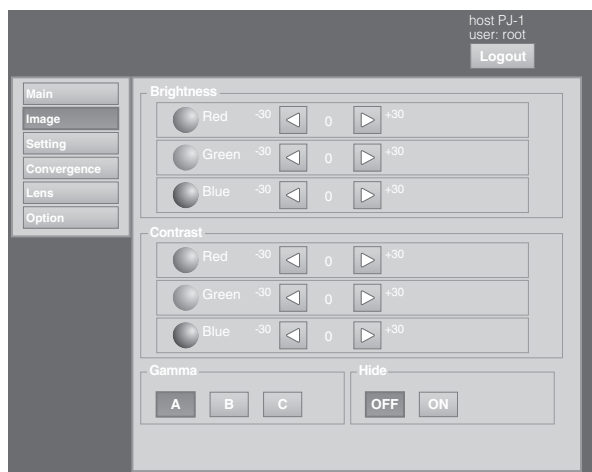 host PJ-1
user: root
Logout
Main
Image
Setting
Convergence
Lens
Option
Brightness
Red -30 0 +30
Green -30 0 +30
Blue -30 0 +30
Contrast
Red -30 0 +30
Green -30 0 +30
Blue -30 0 +30
Gamma
A B C
Hide
OFF ON